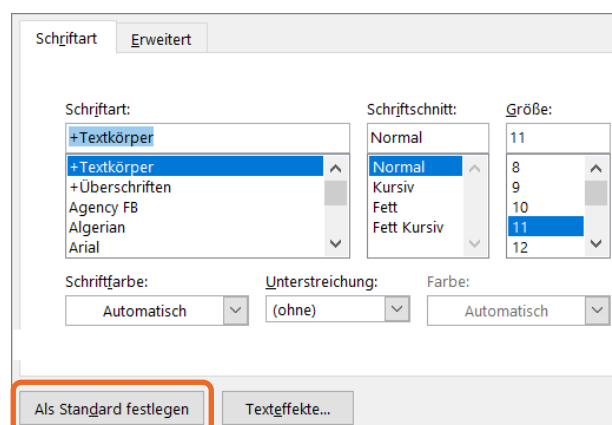 Schriftart Erweitert
Schriftart: Schriftschnitt: Größe:
+Textkörper Normal 11
+Textkörper Normal 8
+Überschriften Kursiv 9
Agency FB Fett 10
Algerian Fett Kursiv 11
Arial 12
Schriftfarbe: Unterstreichung: Farbe:
Automatisch (ohne) Automatisch
Als Standard festlegen Texteffekte...